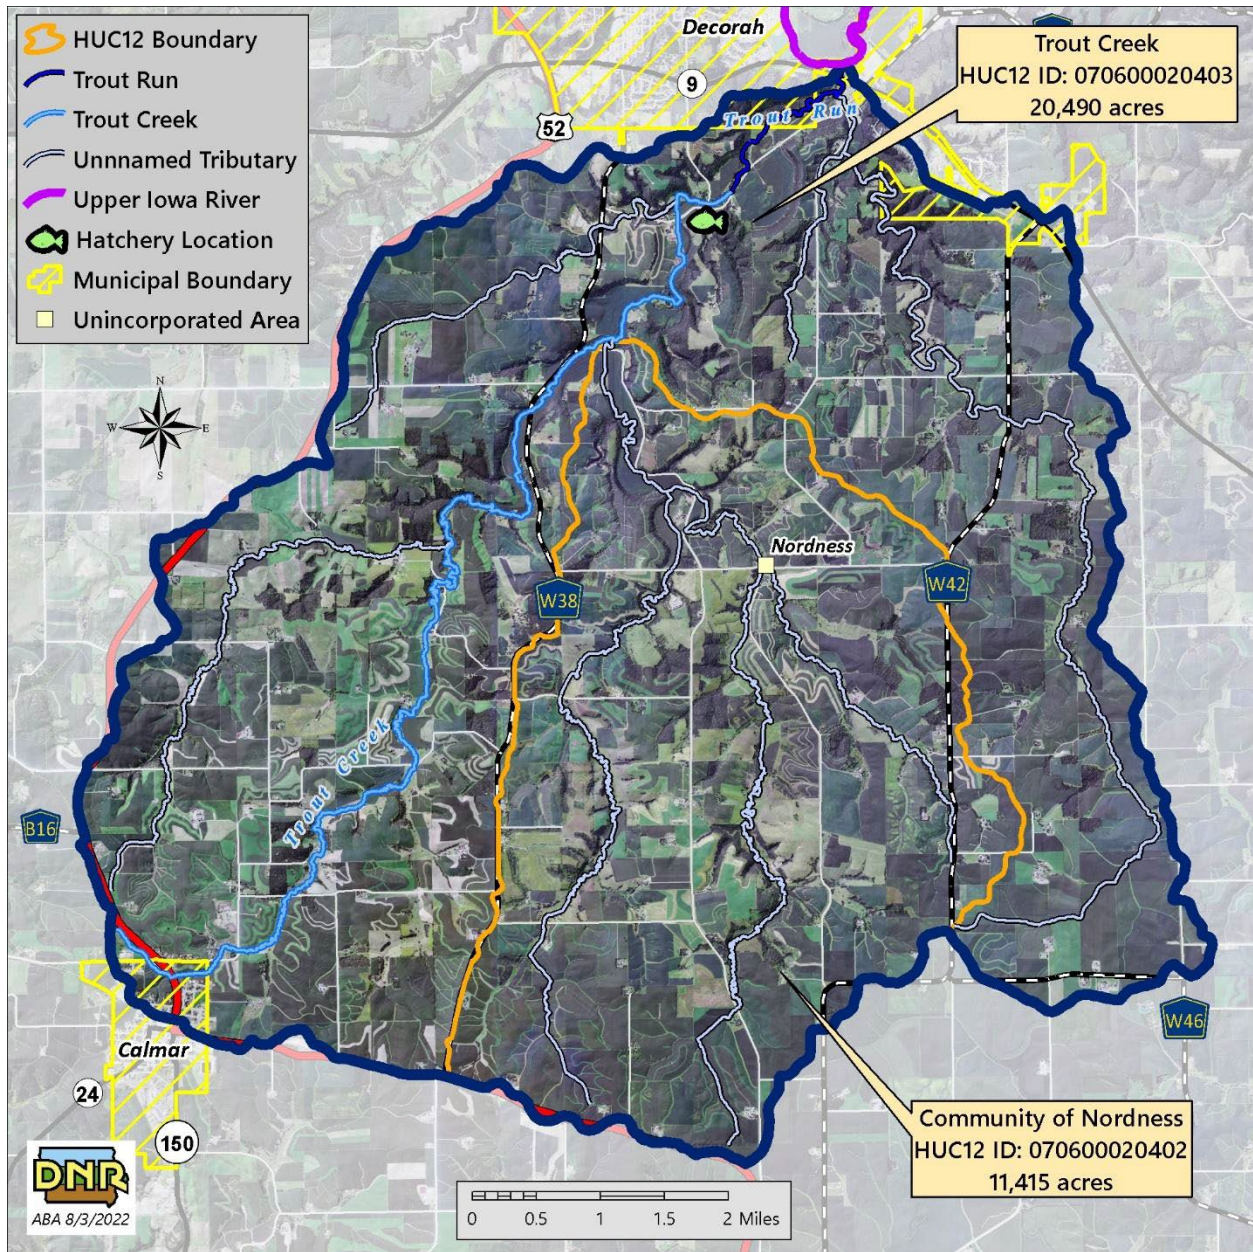 HUC12 Boundary
Trout Run
Trout Creek
Unnnamed Tributary
Upper Iowa River
Hatchery Location
Municipal Boundary
Unincorporated Area
Decorah
9
52
Trout Run
Trout Creek
HUC12 ID: 070600020403
20,490 acres
N
W
E
S
Nordness
W38
W42
Trout Creek
B16
Calmar
24
150
W46
Community of Nordness
HUC12 ID: 070600020402
11,415 acres
DNR
ABA 8/3/2022
0 0.5 1 1.5 2 Miles